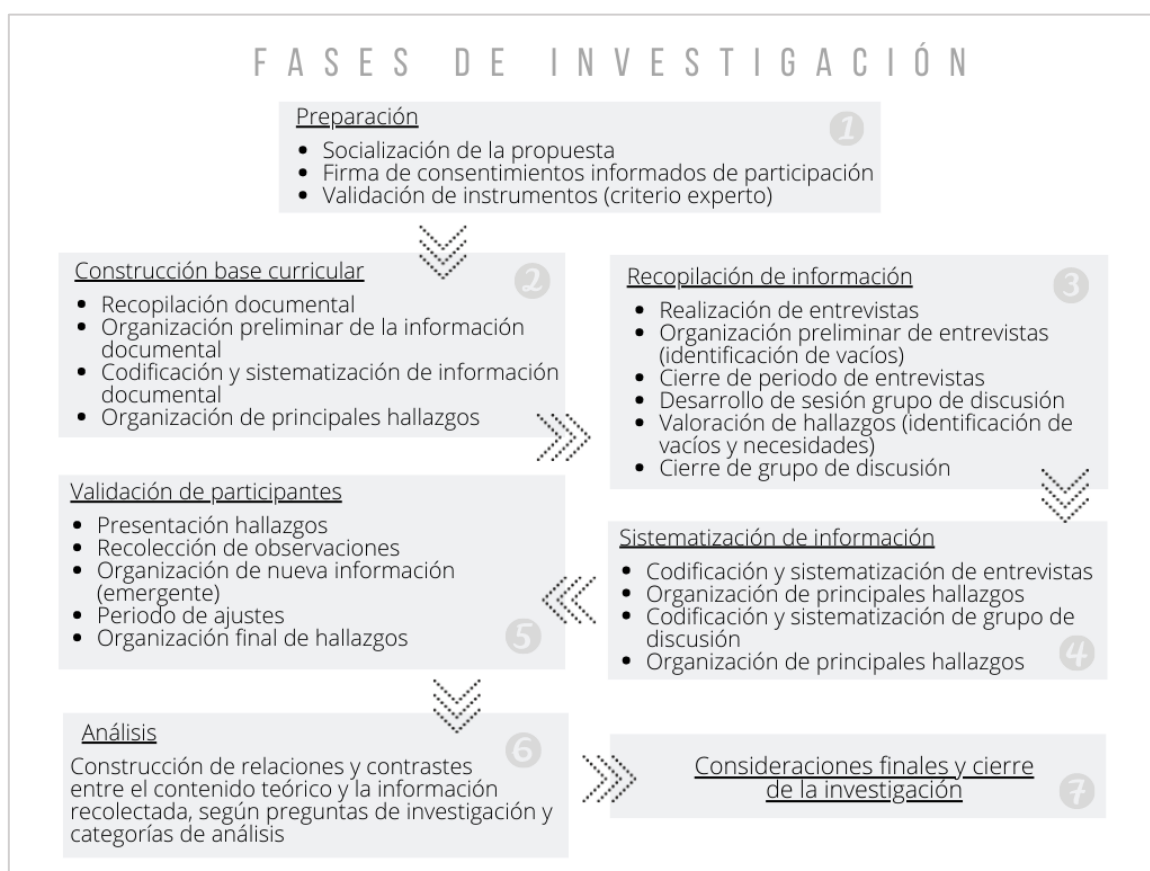 FASES DE INVESTIGACIÓN
Preparación
1
• Socialización de la propuesta
• Firma de consentimientos informados de participación
• Validación de instrumentos (criterio experto)
Construcción base curricular
2
• Recopilación documental
• Organización preliminar de la información
documental
• Codificación y sistematización de información
documental
• Organización de principales hallazgos
Recopilación de información
3
• Realización de entrevistas
• Organización preliminar de entrevistas
(identificación de vacíos)
• Cierre de periodo de entrevistas
• Desarrollo de sesión grupo de discusión
• Valoración de hallazgos (identificación de
vacíos y necesidades)
• Cierre de grupo de discusión
Sistematización de información
• Codificación y sistematización de entrevistas
• Organización de principales hallazgos
• Codificación y sistematización de grupo de
discusión
• Organización de principales hallazgos
4
Validación de participantes
• Presentación hallazgos
• Recolección de observaciones
• Organización de nueva información
(emergente)
• Periodo de ajustes
• Organización final de hallazgos
5
Análisis
6
Construcción de relaciones y contrastes
entre el contenido teórico y la información
recolectada, según preguntas de investigación y
categorías de análisis
Consideraciones finales y cierre
de la investigación
7